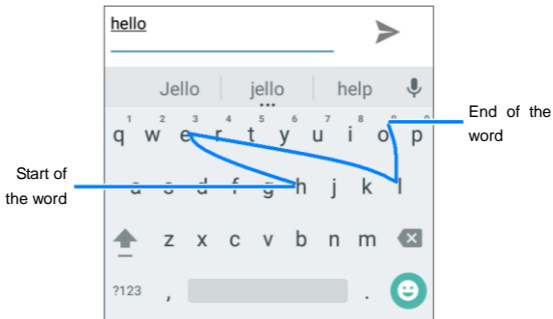 hello
Jello jello help
1 2 3 4 5 6 7 8 9 0
q w e r t y u i o p
a s d f g h j k l
z x c v b n m
?123 , .
Start of
the word
End of the
word